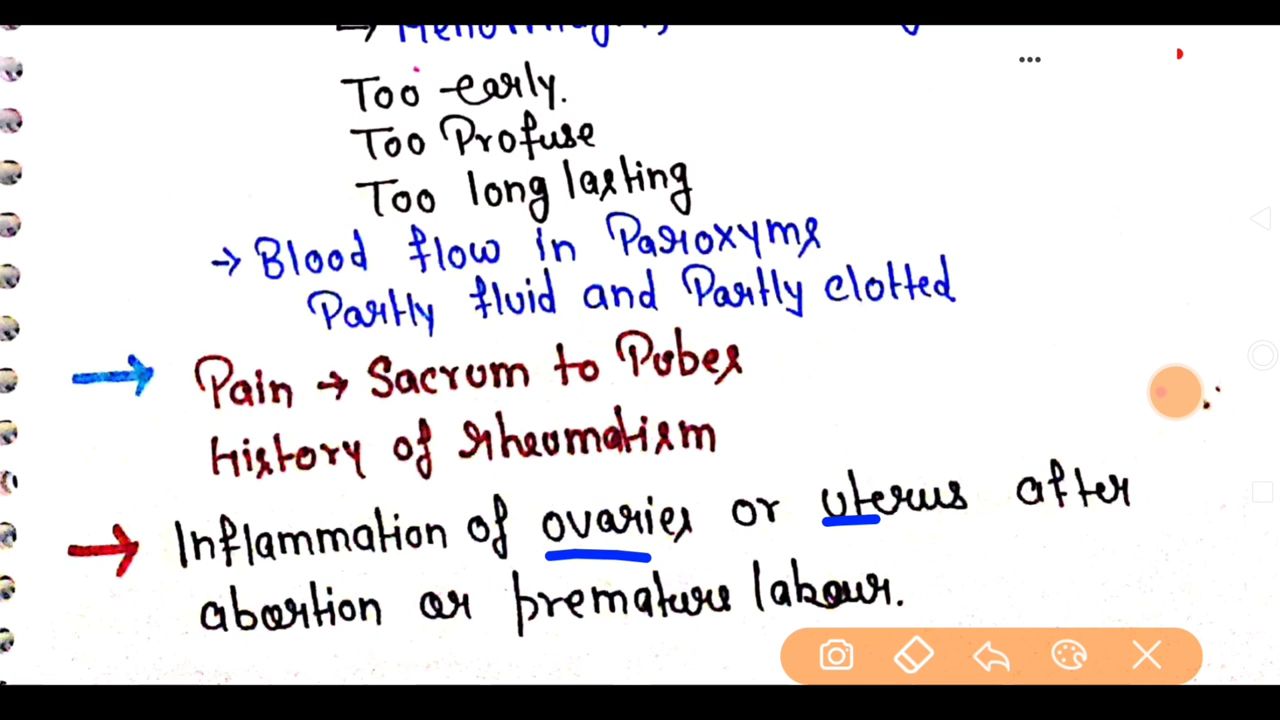 → Menorrhagia,
Too early.
Too Profuse
Too long lasting
→ Blood flow in Paroxyms
Partly fluid and Partly clotted
Pain → Sacrum to Pubes
History of rheumatism
Inflammation of ovaries or uterus after
abortion or premature labour.